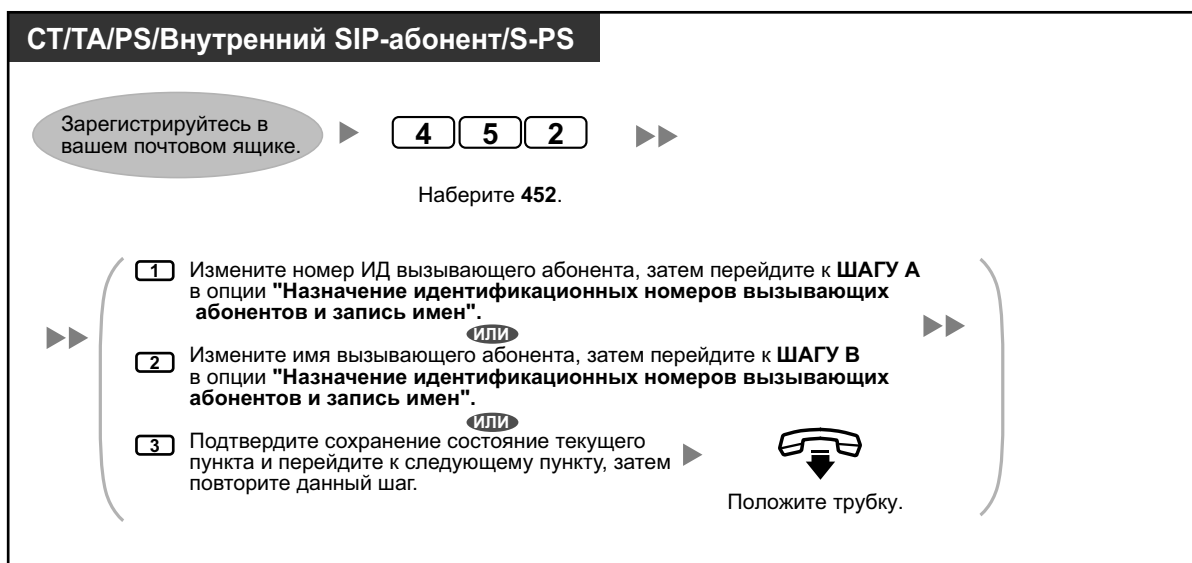 СТ/ТА/PS/Внутренний SIP-абонент/S-PS
Зарегистрируйтесь в
вашем почтовом ящике.
4 5 2
Наберите 452.
1 Измените номер ИД вызывающего абонента, затем перейдите к ШАГУ А
в опции "Назначение идентификационных номеров вызывающих
абонентов и запись имен".
ИЛИ
2 Измените имя вызывающего абонента, затем перейдите к ШАГУ В
в опции "Назначение идентификационных номеров вызывающих
абонентов и запись имен".
ИЛИ
3 Подтвердите сохранение состояние текущего
пункта и перейдите к следующему пункту, затем
повторите данный шаг.
Положите трубку.